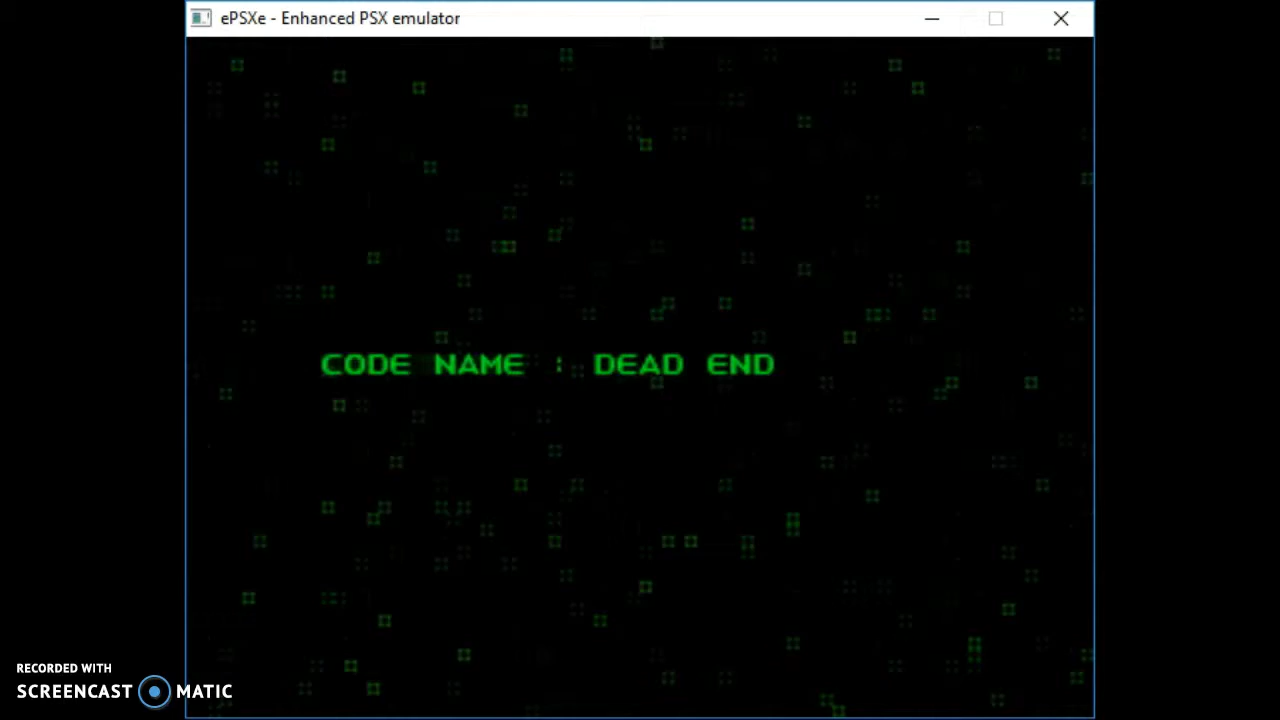 ePSXe - Enhanced PSX emulator
CODE NAME : DEAD END
RECORDED WITH
SCREENCAST MATIC